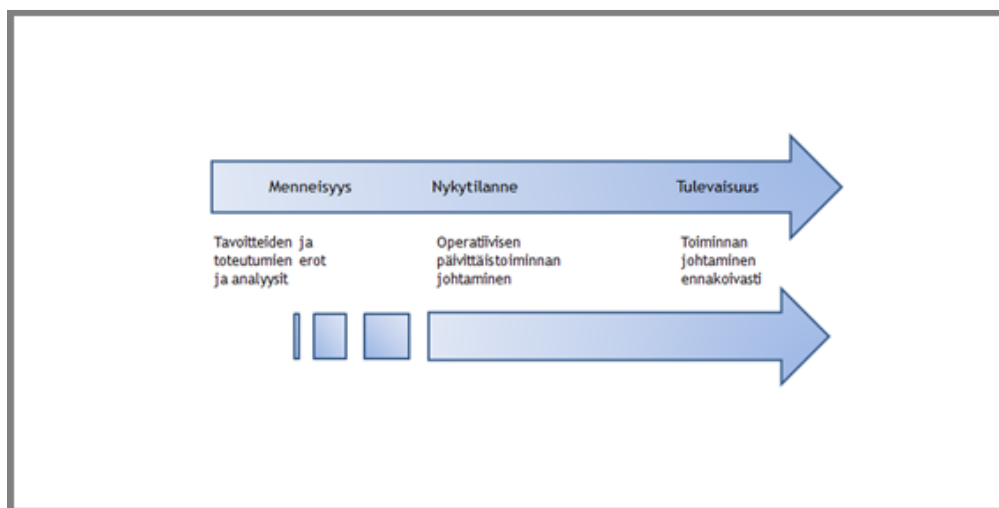 Menneisyys Nykytilanne Tulevaisuus
Tavoitteiden ja
toteutumien erot
ja analyysit
Operatiivisen
päivittäistoiminnan
johtaminen
Toiminnan
johtaminen
ennakoivasti